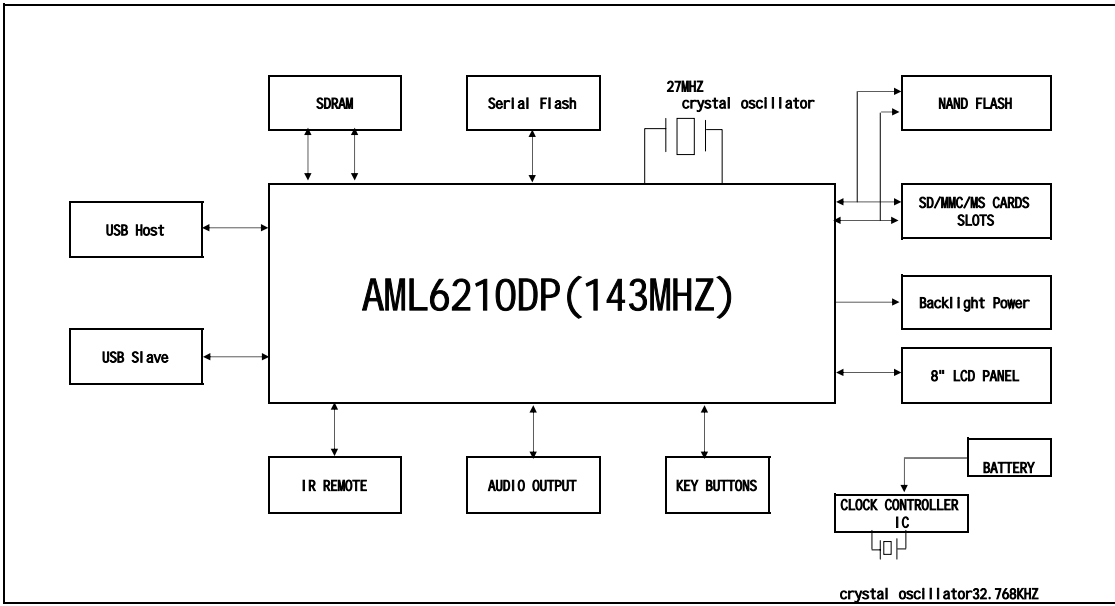 27MHZ
crystal oscillator
SDRAM
Serial Flash
NAND FLASH
USB Host
SD/MMC/MS CARDS
SLOTS
AML6210DP(143MHZ)
Backlight Power
USB Slave
8" LCD PANEL
BATTERY
IR REMOTE
AUDIO OUTPUT
KEY BUTTONS
CLOCK CONTROLLER
IC
crystal oscillator32.768KHZ